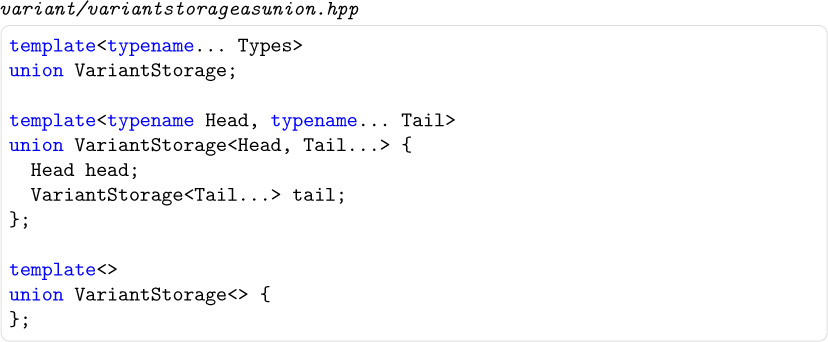 variant/variantstorageasunion.hpp
template<typename... Types>
union VariantStorage;

template<typename Head, typename... Tail>
union VariantStorage<Head, Tail...> {
  Head head;
  VariantStorage<Tail...> tail;
};

template<>
union VariantStorage<> {
};